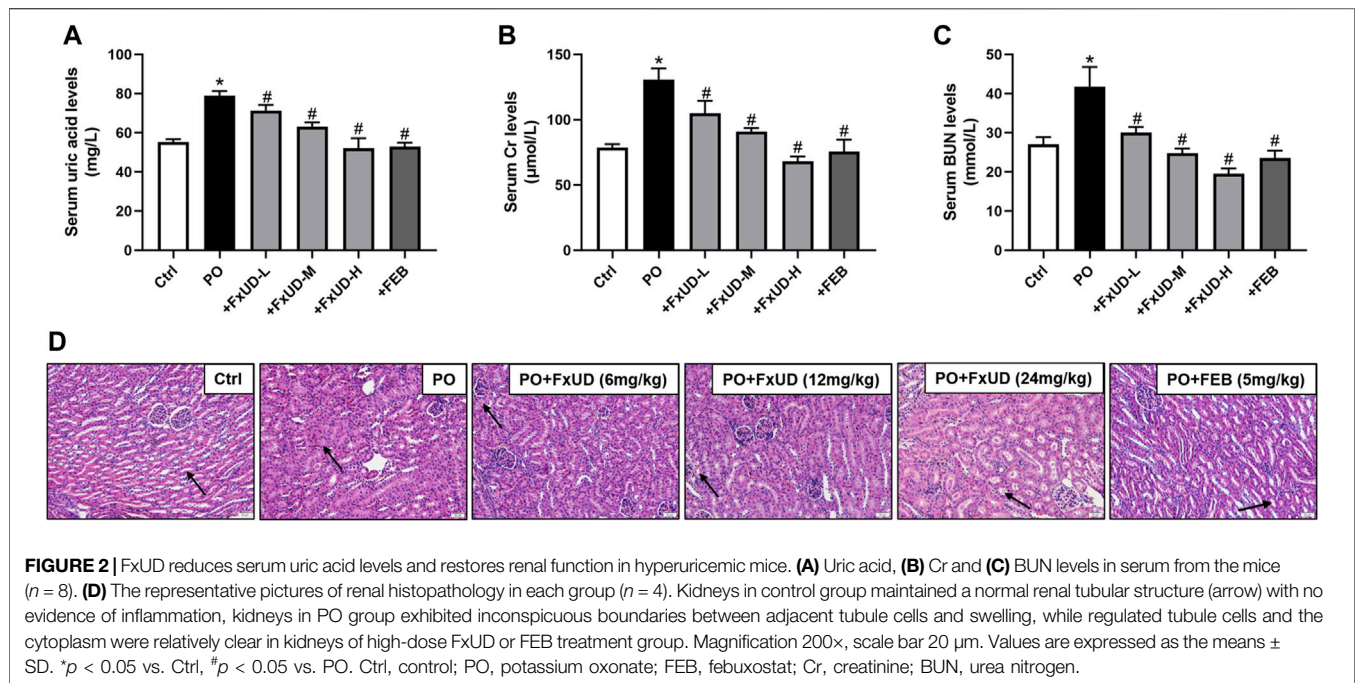 A
B
C
Serum uric acid levels
(mg/L)
100
80
60
40
20
0
*
#
#
#
#
Ctrl
PO
+FxUD-L
+FxUD-M
+FxUD-H
+FEB
Serum Cr levels
(μmol/L)
150
100
50
0
*
#
#
#
#
Ctrl
PO
+FxUD-L
+FxUD-M
+FxUD-H
+FEB
Serum BUN levels
(mmol/L)
50
40
30
20
10
0
*
#
#
#
#
Ctrl
PO
+FxUD-L
+FxUD-M
+FxUD-H
+FEB
D
Ctrl
PO
PO+FxUD (6mg/kg)
PO+FxUD (12mg/kg)
PO+FxUD (24mg/kg)
PO+FEB (5mg/kg)
FIGURE 2 | FxUD reduces serum uric acid levels and restores renal function in hyperuricemic mice. (A) Uric acid, (B) Cr and (C) BUN levels in serum from the mice
(n = 8). (D) The representative pictures of renal histopathology in each group (n = 4). Kidneys in control group maintained a normal renal tubular structure (arrow) with no
evidence of inflammation, kidneys in PO group exhibited inconspicuous boundaries between adjacent tubule cells and swelling, while regulated tubule cells and the
cytoplasm were relatively clear in kidneys of high-dose FxUD or FEB treatment group. Magnification 200×, scale bar 20 μm. Values are expressed as the means ±
SD. *p < 0.05 vs. Ctrl, #p < 0.05 vs. PO. Ctrl, control; PO, potassium oxonate; FEB, febuxostat; Cr, creatinine; BUN, urea nitrogen.